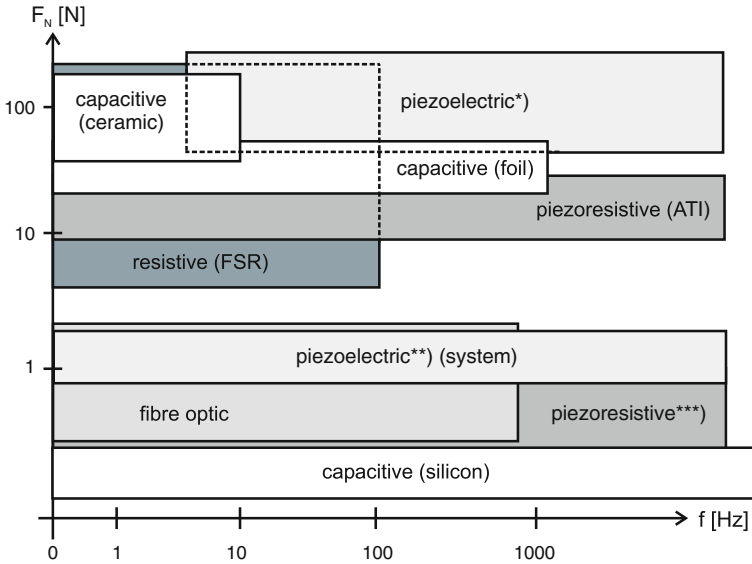 F_N [N]
100
10
1
capacitive
(ceramic)
piezoelectric*)
capacitive (foil)
piezoresistive (ATI)
resistive (FSR)
piezoelectric**) (system)
fibre optic
piezoresistive***)
capacitive (silicon)
f [Hz]
0 1 10 100 1000